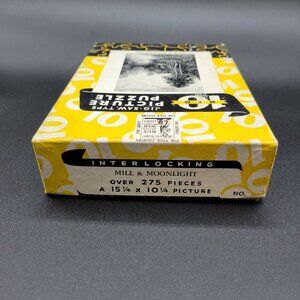 JIG-SAW TYPE
PICTURE
PUZZLE
10
INTERLOCKING
MILL & MOONLIGHT
OVER 275 PIECES
A 15¼ x 10¼ PICTURE
NO.